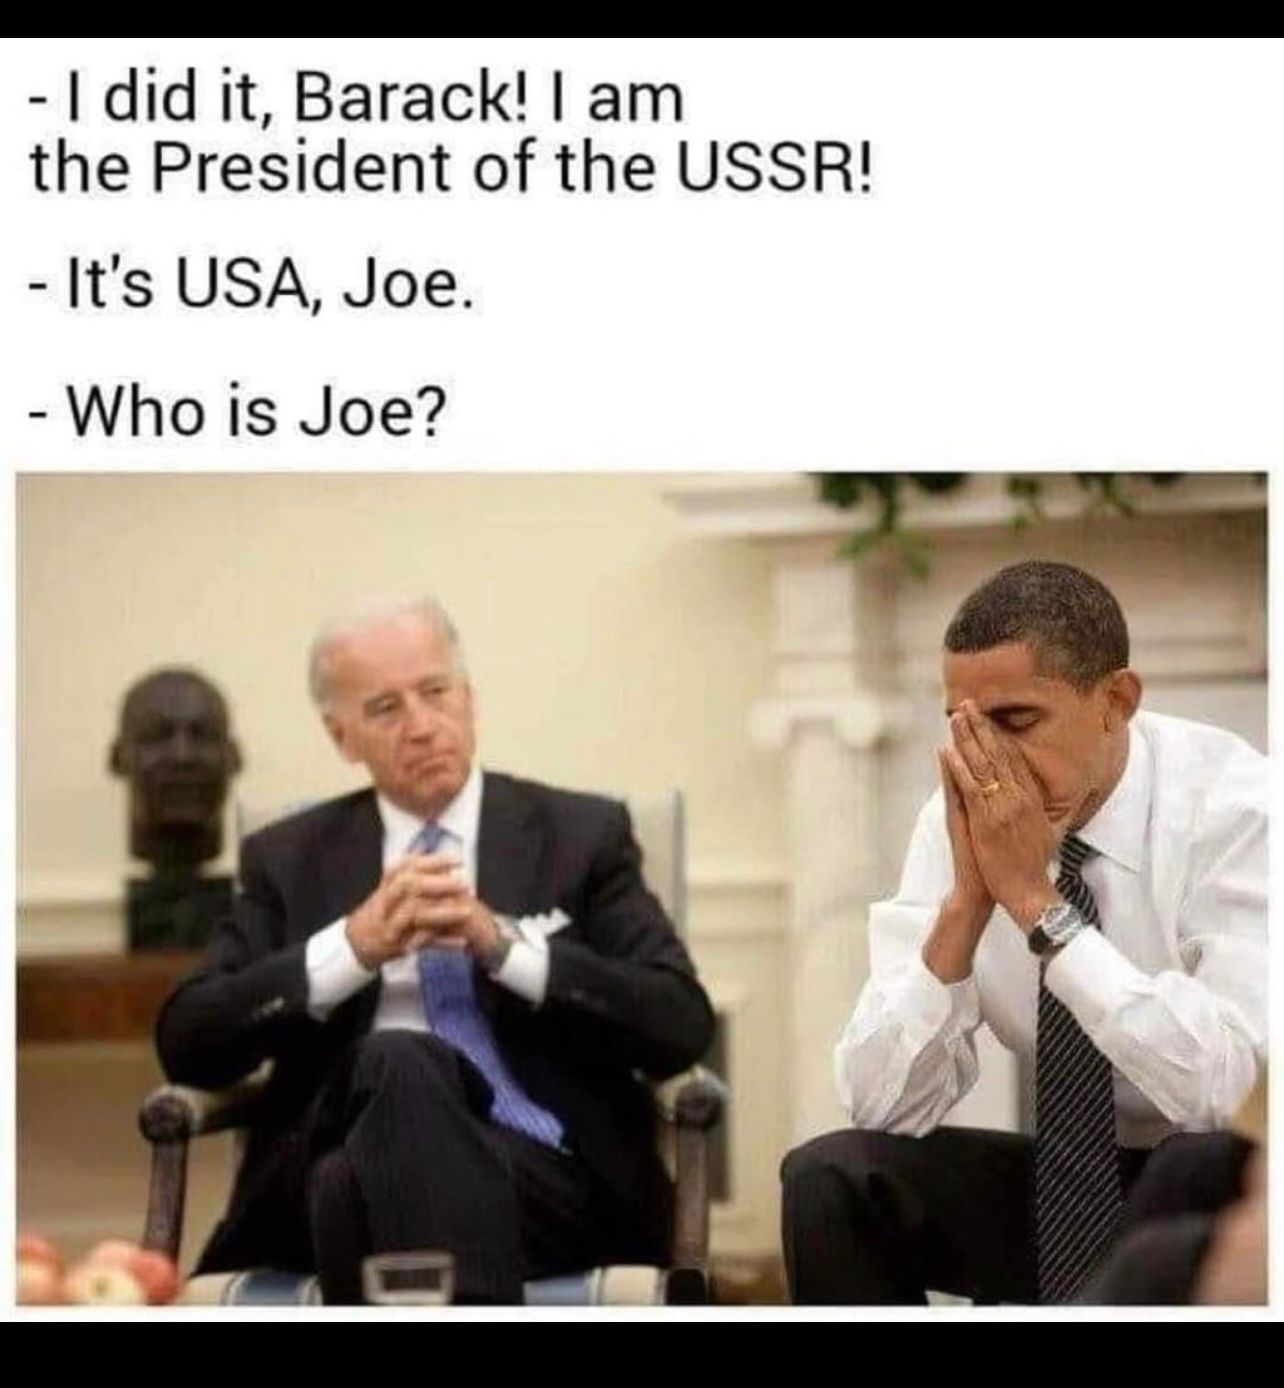 - I did it, Barack! I am
the President of the USSR!
- It's USA, Joe.
- Who is Joe?